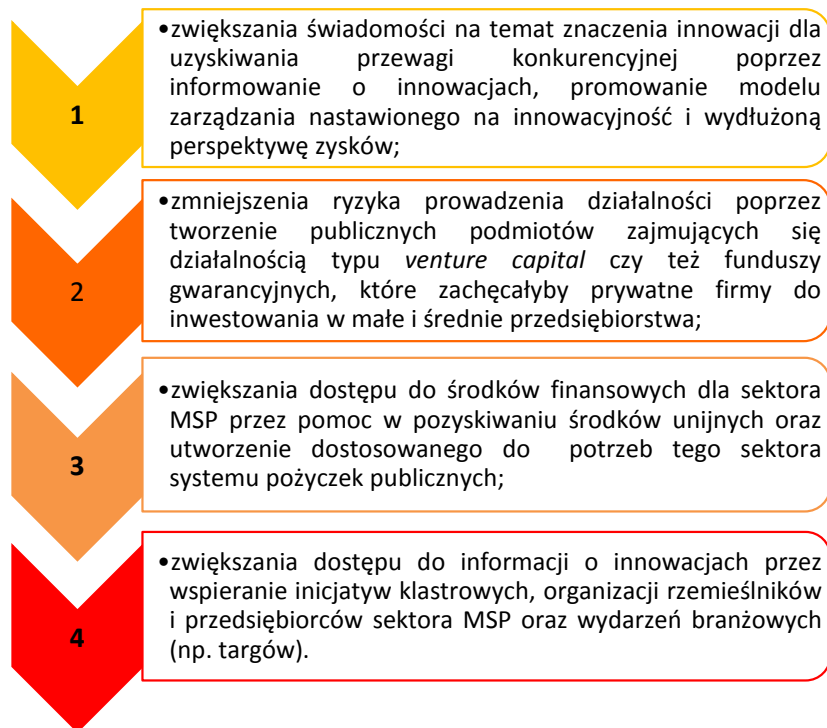 1
•zwiększania świadomości na temat znaczenia innowacji dla
uzyskiwania przewagi konkurencyjnej poprzez
informowanie o innowacjach, promowanie modelu
zarządzania nastawionego na innowacyjność i wydłużoną
perspektywę zysków;
2
•zmniejszenia ryzyka prowadzenia działalności poprzez
tworzenie publicznych podmiotów zajmujących się
działalnością typu venture capital czy też funduszy
gwarancyjnych, które zachęcałyby prywatne firmy do
inwestowania w małe i średnie przedsiębiorstwa;
3
•zwiększania dostępu do środków finansowych dla sektora
MSP przez pomoc w pozyskiwaniu środków unijnych oraz
utworzenie dostosowanego do potrzeb tego sektora
systemu pożyczek publicznych;
4
•zwiększania dostępu do informacji o innowacjach przez
wspieranie inicjatyw klastrowych, organizacji rzemieślników
i przedsiębiorców sektora MSP oraz wydarzeń branżowych
(np. targów).